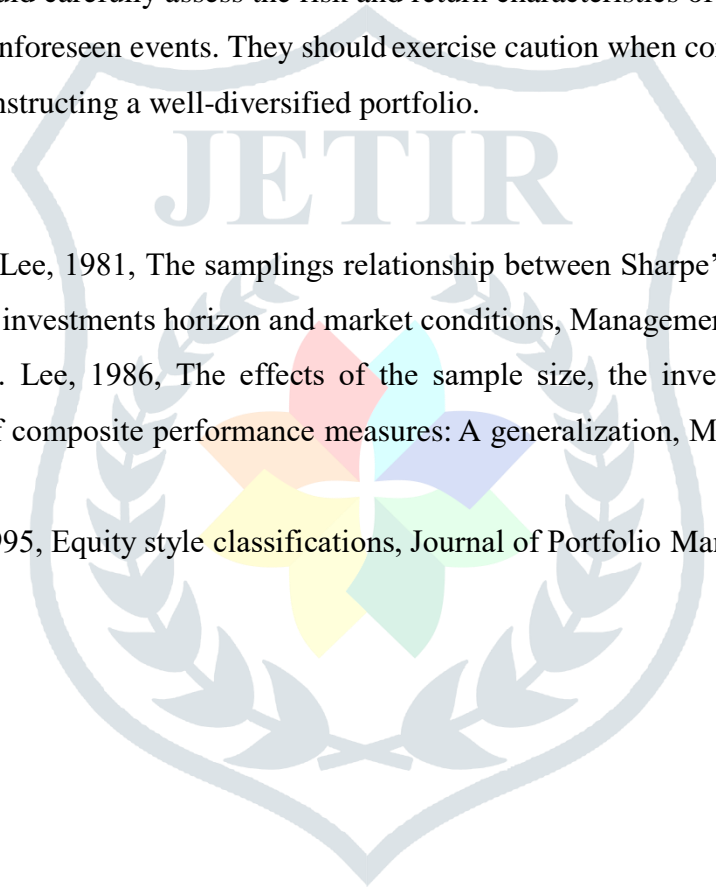 uld carefully assess the risk and return characteristics of
nforeseen events. They should exercise caution when co
nstructing a well-diversified portfolio.
JETIR
Lee, 1981, The samplings relationship between Sharpe’
investments horizon and market conditions, Managemen
. Lee, 1986, The effects of the sample size, the inve
f composite performance measures: A generalization, M
995, Equity style classifications, Journal of Portfolio Ma